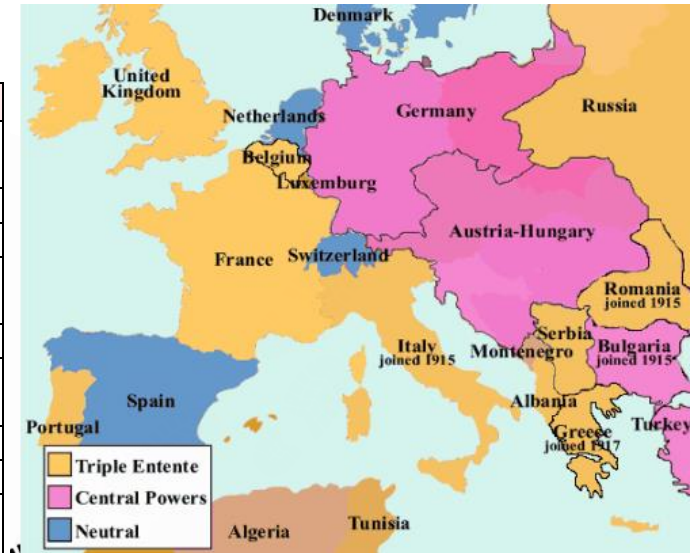 Denmark
United
Kingdom
Netherlands
Germany
Russia
Belgium
Luxemburg
Austria-Hungary
France
Switzerland
Romania
joined 1915
Serbia
Italy
joined 1915
Montenegro
Bulgaria
joined 1915
Spain
Albania
Portugal
Greece
joined 1917
Turkey
Triple Entente
Central Powers
Neutral
Algeria
Tunisia